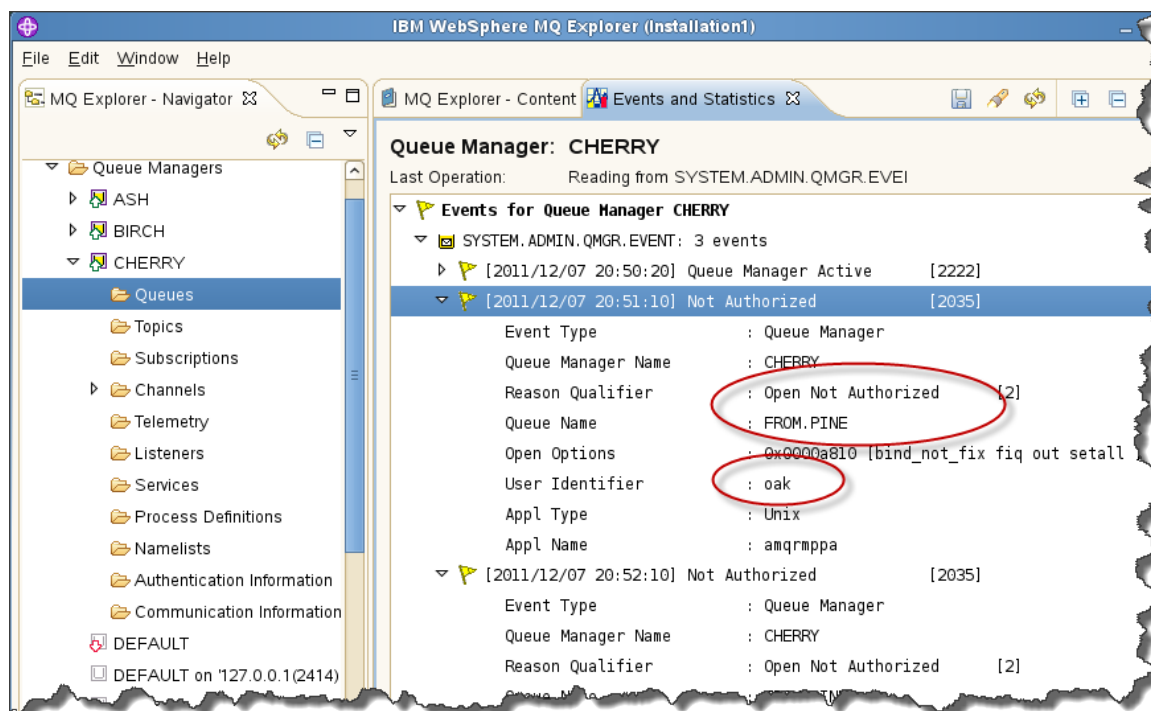 IBM WebSphere MQ Explorer (Installation1)
File Edit Window Help
MQ Explorer - Navigator
Queue Managers
ASH
BIRCH
CHERRY
Queues
Topics
Subscriptions
Channels
Telemetry
Listeners
Services
Process Definitions
Namelists
Authentication Information
Communication Information
DEFAULT
DEFAULT on '127.0.0.1(2414)
MQ Explorer - Content Events and Statistics
Queue Manager: CHERRY
Last Operation: Reading from SYSTEM.ADMIN.QMGR.EVEI
Events for Queue Manager CHERRY
SYSTEM.ADMIN.QMGR.EVENT: 3 events
[2011/12/07 20:50:20] Queue Manager Active [2222]
[2011/12/07 20:51:10] Not Authorized [2035]
Event Type : Queue Manager
Queue Manager Name : CHERRY
Reason Qualifier : Open Not Authorized [2]
Queue Name : FROM.PINE
Open Options : 0x0000a810 [bind_not_fix fiq out setall
User Identifier : oak
Appl Type : Unix
Appl Name : amqrmppa
[2011/12/07 20:52:10] Not Authorized [2035]
Event Type : Queue Manager
Queue Manager Name : CHERRY
Reason Qualifier : Open Not Authorized [2]